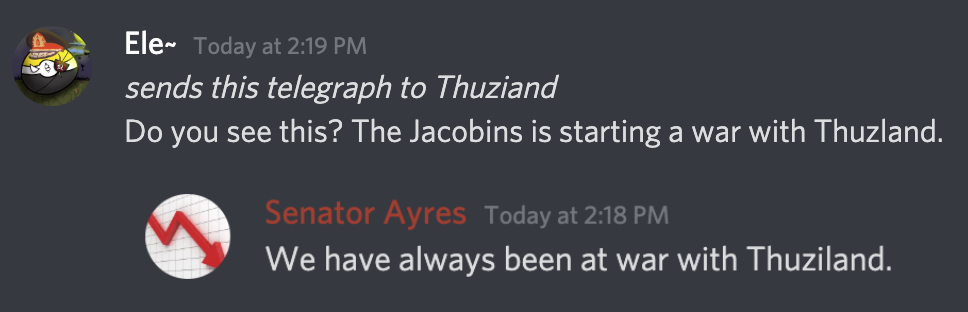 Ele~ Today at 2:19 PM
sends this telegraph to Thuziand
Do you see this? The Jacobins is starting a war with Thuzland.
Senator Ayres Today at 2:18 PM
We have always been at war with Thuziland.